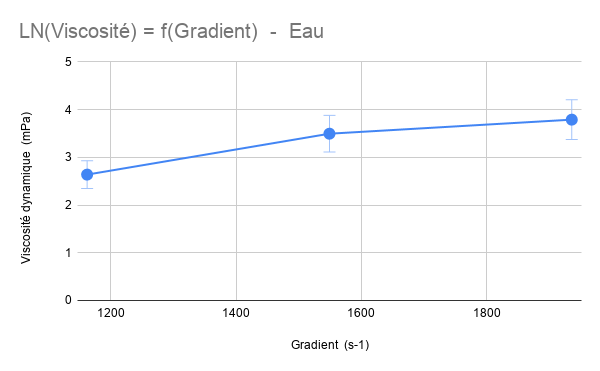 LN(Viscosité) = f(Gradient)  -  Eau
5
4
3
2
1
0
Viscosité dynamique (mPa)
1200 1400 1600 1800
Gradient (s-1)